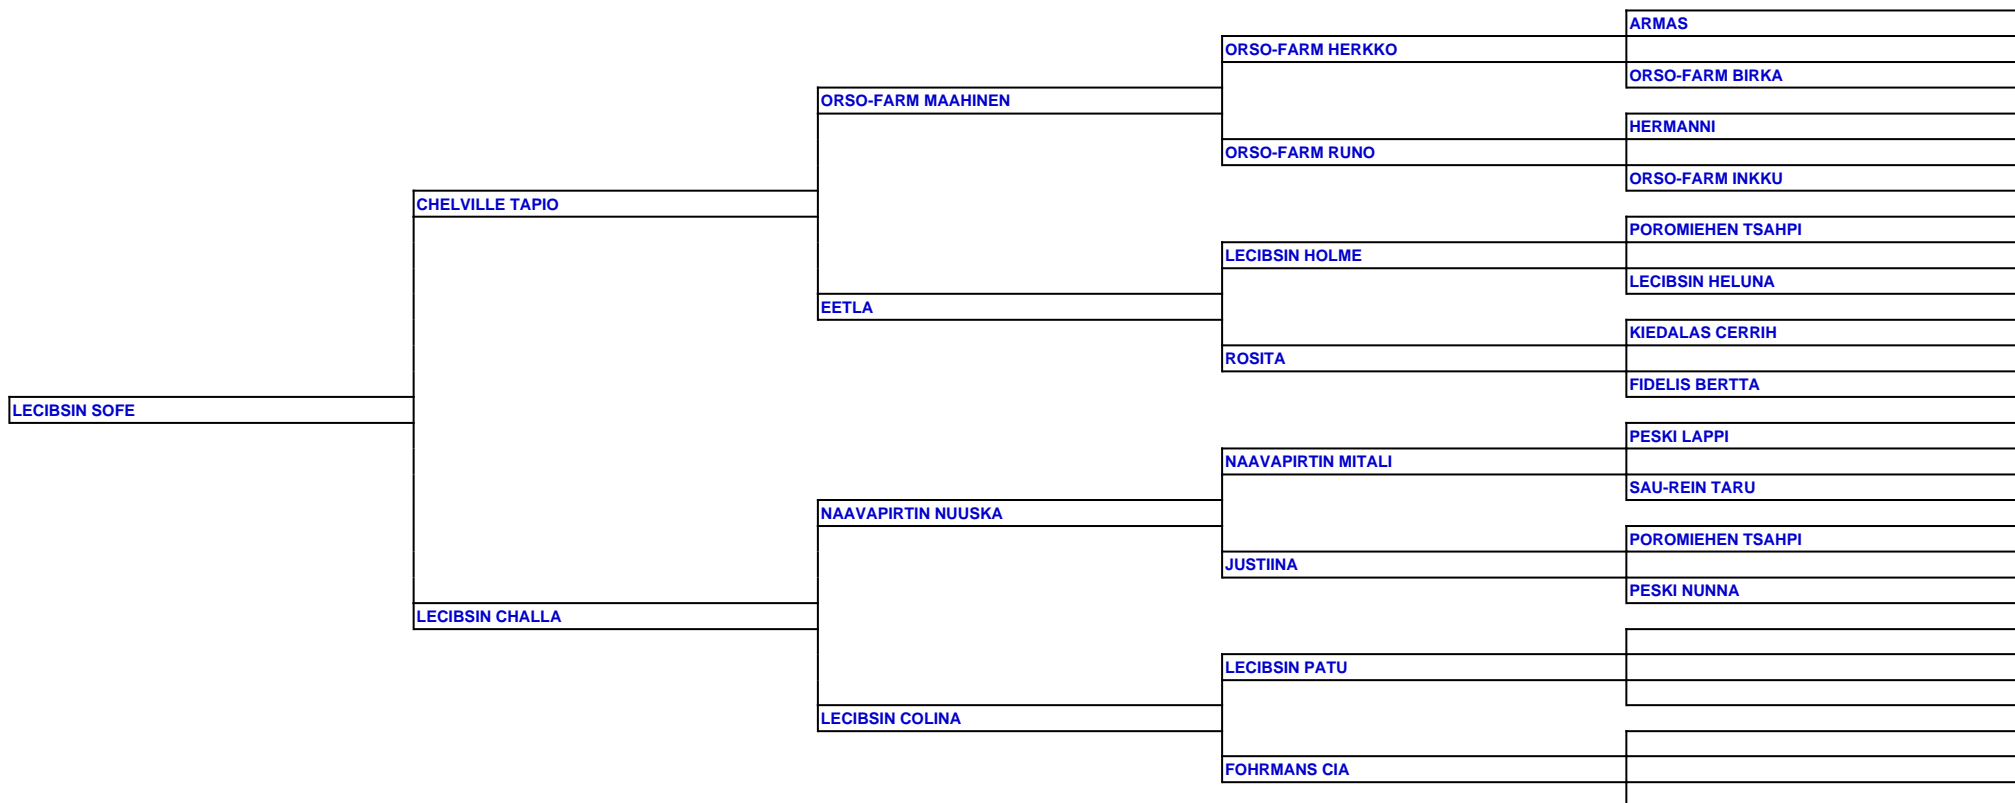 ARMAS
ORSO-FARM HERKKO
ORSO-FARM BIRKA
ORSO-FARM MAAHINEN
HERMANNI
ORSO-FARM RUNO
ORSO-FARM INKKU
CHELVILLE TAPIO
POROMIEHEN TSAHPI
LECIBSIN HOLME
LECIBSIN HELUNA
EETLA
KIEDALAS CERRIH
ROSITA
FIDELIS BERTTA
LECIBSIN SOFE
PESKI LAPPI
NAAVAPIRTIN MITALI
SAU-REIN TARU
NAAVAPIRTIN NUUSKA
POROMIEHEN TSAHPI
JUSTIINA
PESKI NUNNA
LECIBSIN CHALLA
LECIBSIN PATU
LECIBSIN COLINA
FOHRMANS CIA